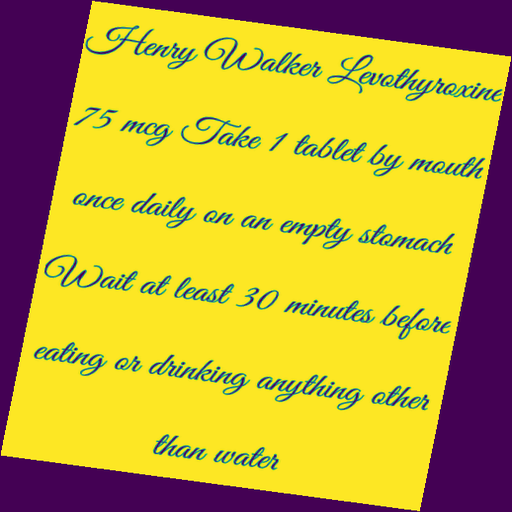 Henry Walker Levothyroxine
75 mcg Take 1 tablet by mouth
once daily on an empty stomach
Wait at least 30 minutes before
eating or drinking anything other
than water